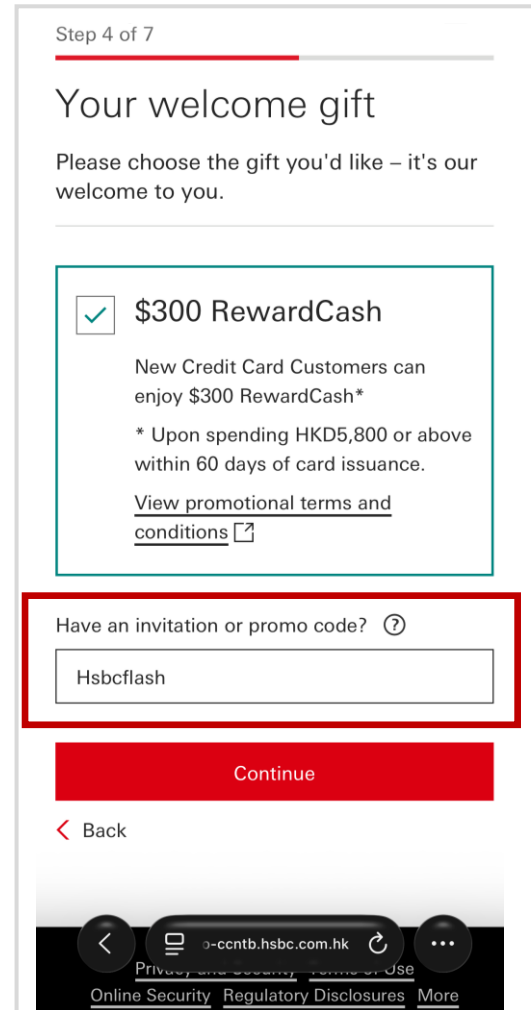 Step 4 of 7
Your welcome gift
Please choose the gift you'd like – it's our
welcome to you.
$300 RewardCash
New Credit Card Customers can
enjoy $300 RewardCash*
* Upon spending HKD5,800 or above
within 60 days of card issuance.
View promotional terms and
conditions
Have an invitation or promo code?
Hsbcflash
Continue
Back
-ccntb.hsbc.com.hk
Privacy and Security Terms of Use
Online Security Regulatory Disclosures More